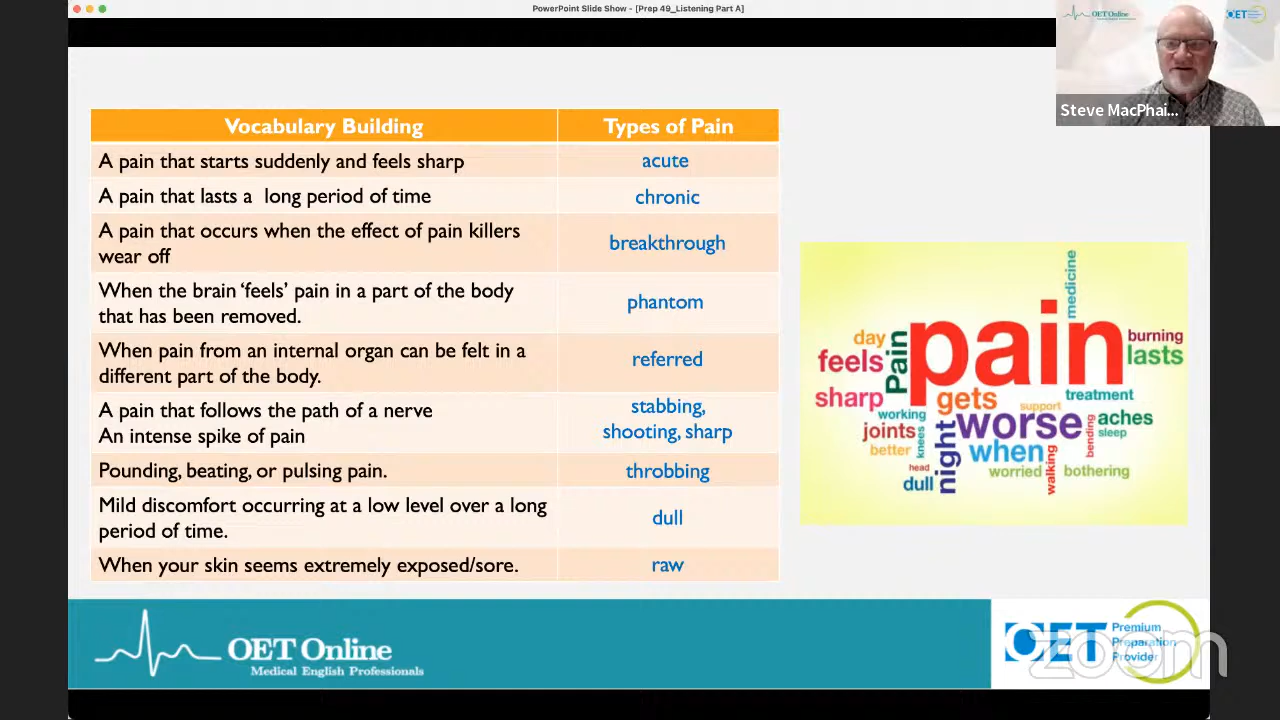 PowerPoint Slide Show - [Prep 49_Listening Part A]
OET Online
OET
Steve MacPhai...
Vocabulary Building
Types of Pain
A pain that starts suddenly and feels sharp
acute
A pain that lasts a  long period of time
chronic
A pain that occurs when the effect of pain killers
wear off
breakthrough
When the brain ‘feels’ pain in a part of the body
that has been removed.
phantom
When pain from an internal organ can be felt in a
different part of the body.
referred
A pain that follows the path of a nerve
An intense spike of pain
stabbing,
shooting, sharp
Pounding, beating, or pulsing pain.
throbbing
Mild discomfort occurring at a low level over a long
period of time.
dull
When your skin seems extremely exposed/sore.
raw
medicine
pain
day
Pain
burning
feels
lasts
sharp
gets
treatment
support
working
worse
aches
joints
knees
night
when
bending
sleep
better
head
worried
walking
bothering
dull
OET Online
Medical English Professionals
OET
Premium
Preparation
Provider
zoom